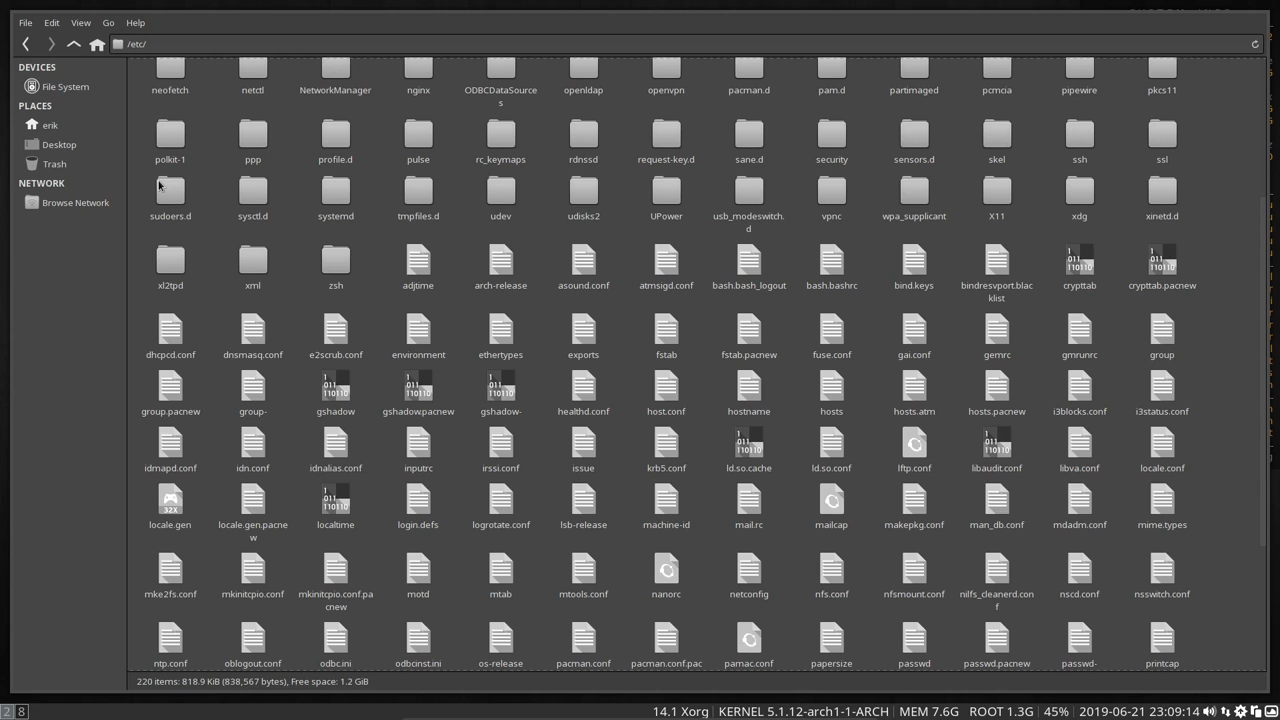 File Edit View Go Help
/etc/
DEVICES
File System
PLACES
erik
Desktop
Trash
NETWORK
Browse Network
neofetch netctl NetworkManager nginx ODBCDataSource openldap openvpn pacman.d pam.d partimaged pcmcia pipewire pkcs11
s
polkit-1 ppp profile.d pulse rc_keymaps rdnssd request-key.d sane.d security sensors.d skel ssh ssl
sudoers.d sysctl.d systemd tmpfiles.d udev udisks2 UPower usb_modeswitch. vpnc wpa_supplicant X11 xdg xinetd.d
d
xl2tpd xml zsh adjtime arch-release asound.conf atmsigd.conf bash.bash_logout bash.bashrc bind.keys bindresvport.blac crypttab crypttab.pacnew
klist
dhcpcd.conf dnsmasq.conf e2scrub.conf environment ethertypes exports fstab fstab.pacnew fuse.conf gai.conf gemrc gmrunrc group
group.pacnew group- gshadow gshadow.pacnew gshadow- healthd.conf host.conf hostname hosts hosts.atm hosts.pacnew i3blocks.conf i3status.conf
idmapd.conf idn.conf idnalias.conf inputrc irssi.conf issue krb5.conf ld.so.cache ld.so.conf lftp.conf libaudit.conf libva.conf locale.conf
locale.gen locale.gen.pacne localtime login.defs logrotate.conf lsb-release machine-id mail.rc mailcap makepkg.conf man_db.conf mdadm.conf mime.types
w
mke2fs.conf mkinitcpio.conf mkinitcpio.conf.pa motd mtab mtools.conf nanorc netconfig nfs.conf nfsmount.conf nilfs_cleanerd.con nscd.conf nsswitch.conf
cnew f
ntp.conf oblogout.conf odbc.ini odbcinst.ini os-release pacman.conf pacman.conf.pac pamac.conf papersize passwd passwd.pacnew passwd- printcap
220 items: 818.9 KiB (838,567 bytes), Free space: 1.2 GiB
2 8 14.1 Xorg KERNEL 5.1.12-arch1-1-ARCH MEM 7.6G ROOT 1.3G 45% 2019-06-21 23:09:14